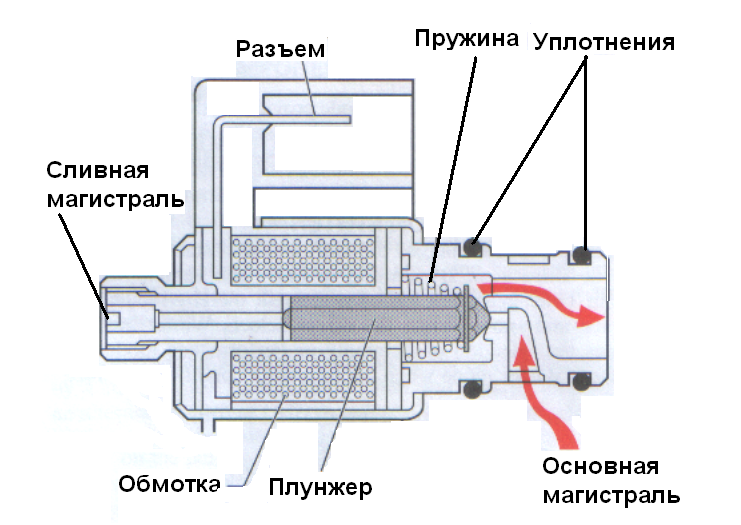 Разъем
Пружина
Уплотнения
Сливная
магистраль
Обмотка
Плунжер
Основная
магистраль